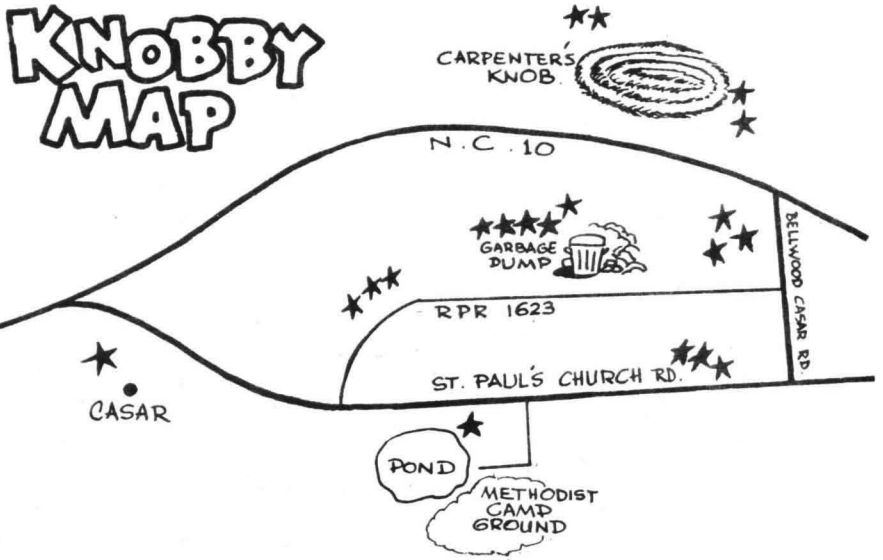 KNOBBY
MAP
CARPENTER'S
KNOB
N.C. 10
GARBAGE
DUMP
BELLWOOD CASAR RD.
RPR 1623
ST. PAUL'S CHURCH RD.
CASAR
POND
METHODIST
CAMP
GROUND